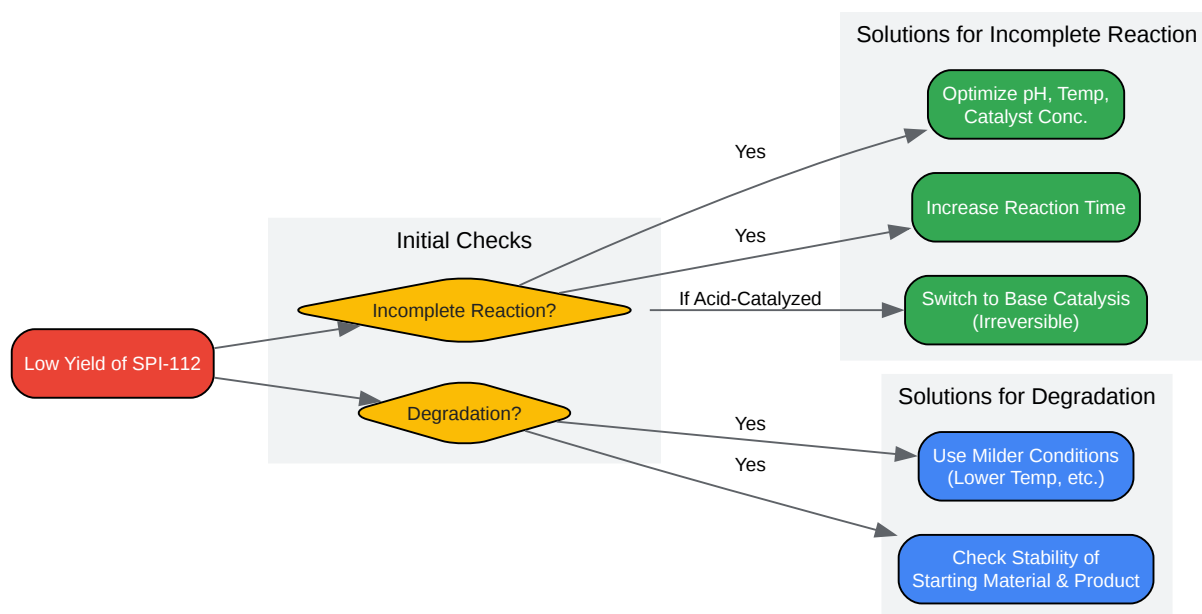 Low Yield of SPI-112
Initial Checks
Incomplete Reaction?
Degradation?
Yes
Yes
If Acid-Catalyzed
Yes
Yes
Solutions for Incomplete Reaction
Optimize pH, Temp,
Catalyst Conc.
Increase Reaction Time
Switch to Base Catalysis
(Irreversible)
Solutions for Degradation
Use Milder Conditions
(Lower Temp, etc.)
Check Stability of
Starting Material & Product